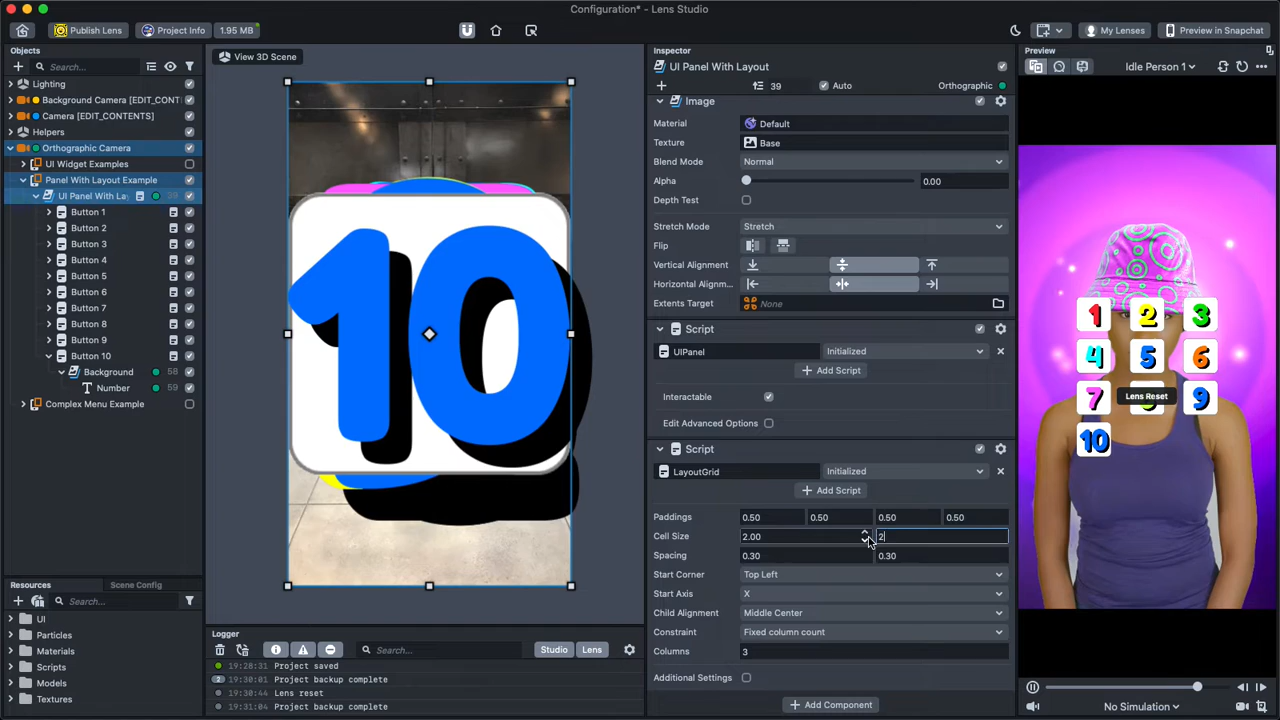 Configuration* - Lens Studio
Publish Lens
Project Info
1.95 MB
My Lenses
Preview in Snapchat
Objects
Search...
Lighting
Background Camera [EDIT_CONTI
Camera [EDIT_CONTENTS]
Helpers
Orthographic Camera
UI Widget Examples
Panel With Layout Example
UI Panel With La 39
Button 1
Button 2
Button 3
Button 4
Button 5
Button 6
Button 7
Button 8
Button 9
Button 10
Background 58
Number 59
Complex Menu Example
Resources
Scene Config
Search...
UI
Particles
Materials
Scripts
Models
Textures
View 3D Scene
10
Logger
Search...
Studio
Lens
19:28:31 Project saved
2 19:30:01 Project backup complete
19:30:44 Lens reset
19:31:04 Project backup complete
Inspector
UI Panel With Layout
39
Auto
Orthographic
Image
Material Default
Texture Base
Blend Mode Normal
Alpha 0.00
Depth Test
Stretch Mode Stretch
Flip
Vertical Alignment
Horizontal Alignm...
Extents Target None
Script
UIPanel Initialized
Add Script
Interactable
Edit Advanced Options
Script
LayoutGrid Initialized
Add Script
Paddings 0.50 0.50 0.50 0.50
Cell Size 2.00 2
Spacing 0.30 0.30
Start Corner Top Left
Start Axis X
Child Alignment Middle Center
Constraint Fixed column count
Columns 3
Additional Settings
Add Component
Preview
Idle Person 1
1 2 3
4 5 6
7 8 9
Lens Reset
10
No Simulation